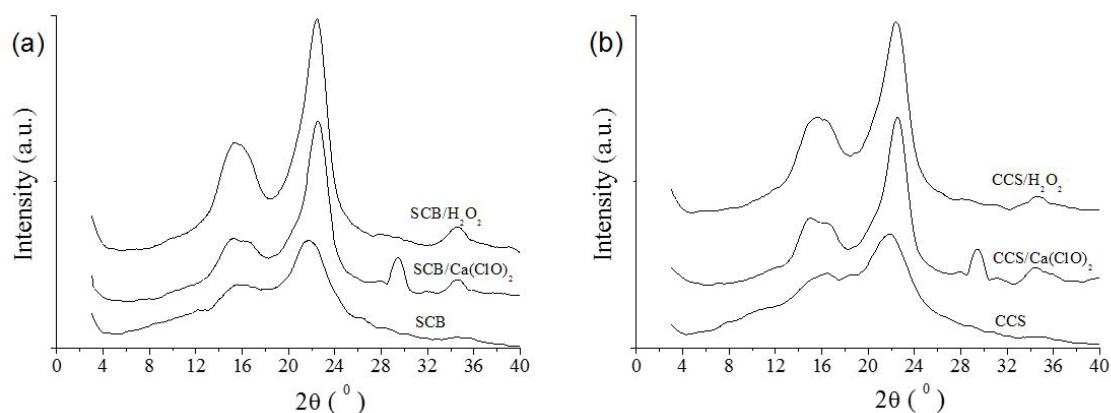 (a)
Intensity (a.u.)
SCB/H₂O₂
SCB/Ca(ClO)₂
SCB
0 4 8 12 16 20 24 28 32 36 40
2θ (⁰)
(b)
Intensity (a.u.)
CCS/H₂O₂
CCS/Ca(ClO)₂
CCS
0 4 8 12 16 20 24 28 32 36 40
2θ (⁰)